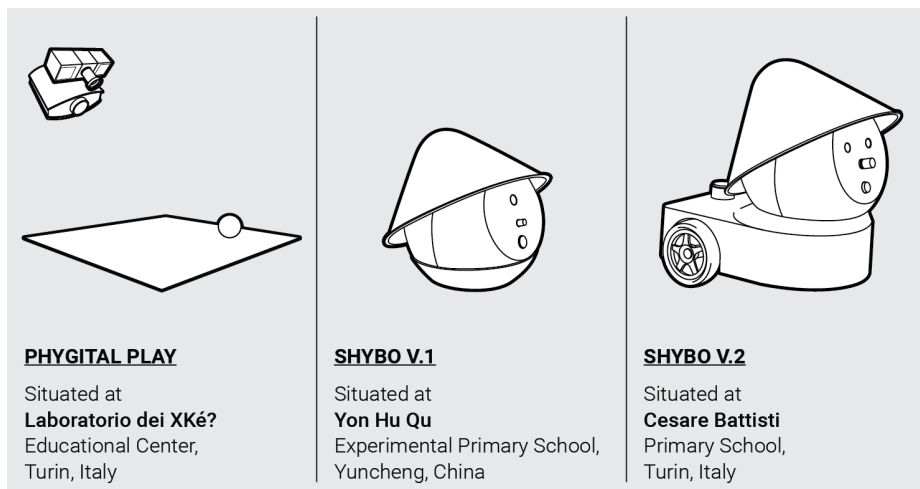 PHYGITAL PLAY
Situated at
Laboratorio dei XKé?
Educational Center,
Turin, Italy
SHYBO V.1
Situated at
Yon Hu Qu
Experimental Primary School,
Yuncheng, China
SHYBO V.2
Situated at
Cesare Battisti
Primary School,
Turin, Italy